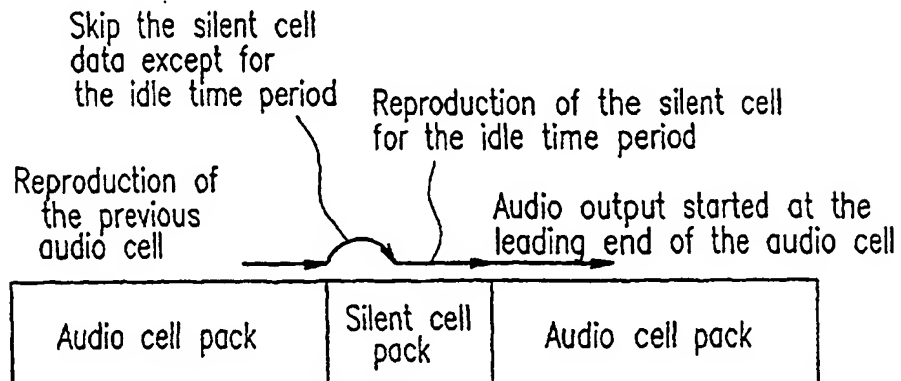 Skip the silent cell
data except for
the idle time period
Reproduction of the silent cell
for the idle time period
Reproduction of
the previous
audio cell
Audio output started at the
leading end of the audio cell
Audio cell pack
Silent cell
pack
Audio cell pack